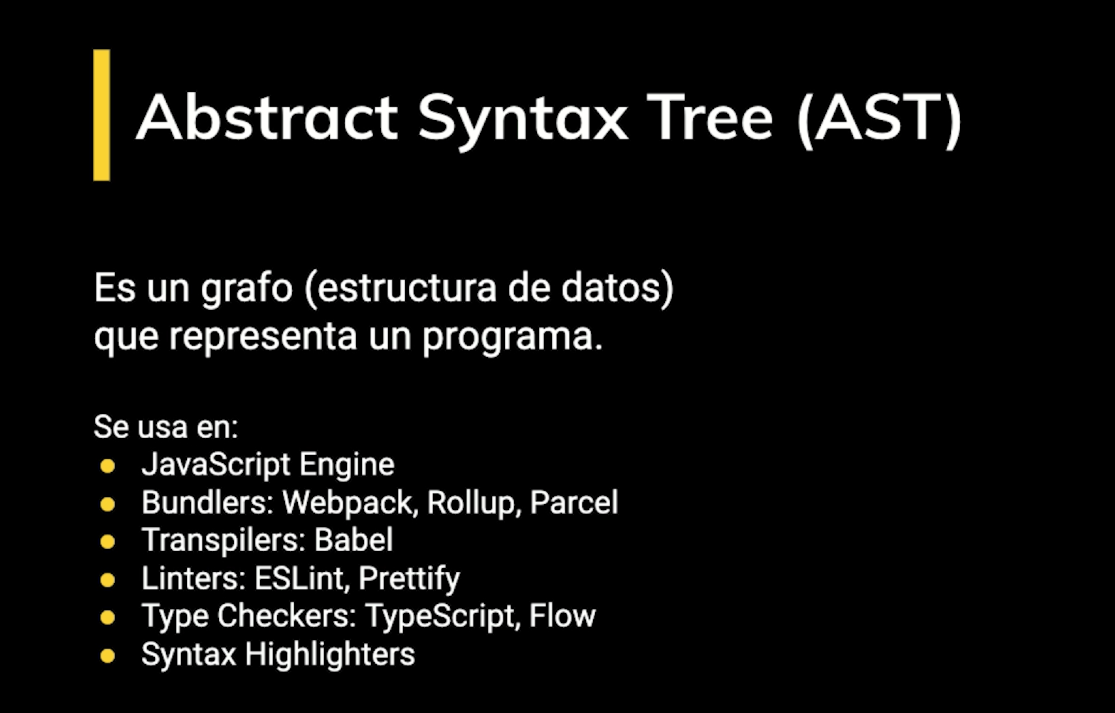 Abstract Syntax Tree (AST)
Es un grafo (estructura de datos)
que representa un programa.
Se usa en:
● JavaScript Engine
● Bundlers: Webpack, Rollup, Parcel
● Transpilers: Babel
● Linters: ESLint, Prettify
● Type Checkers: TypeScript, Flow
● Syntax Highlighters